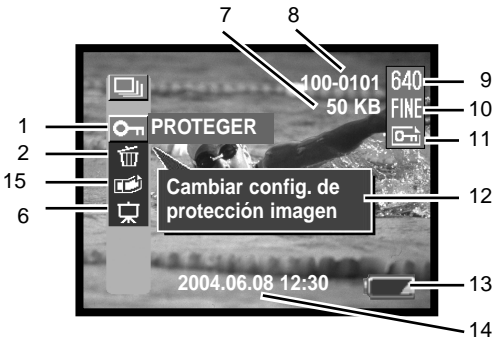 7 8
100-0101 640 9
50 KB FINE 10
1 PROTEGER 11
2
15 Cambiar config. de 12
protección imagen
6
2004.06.08 12:30 13
14